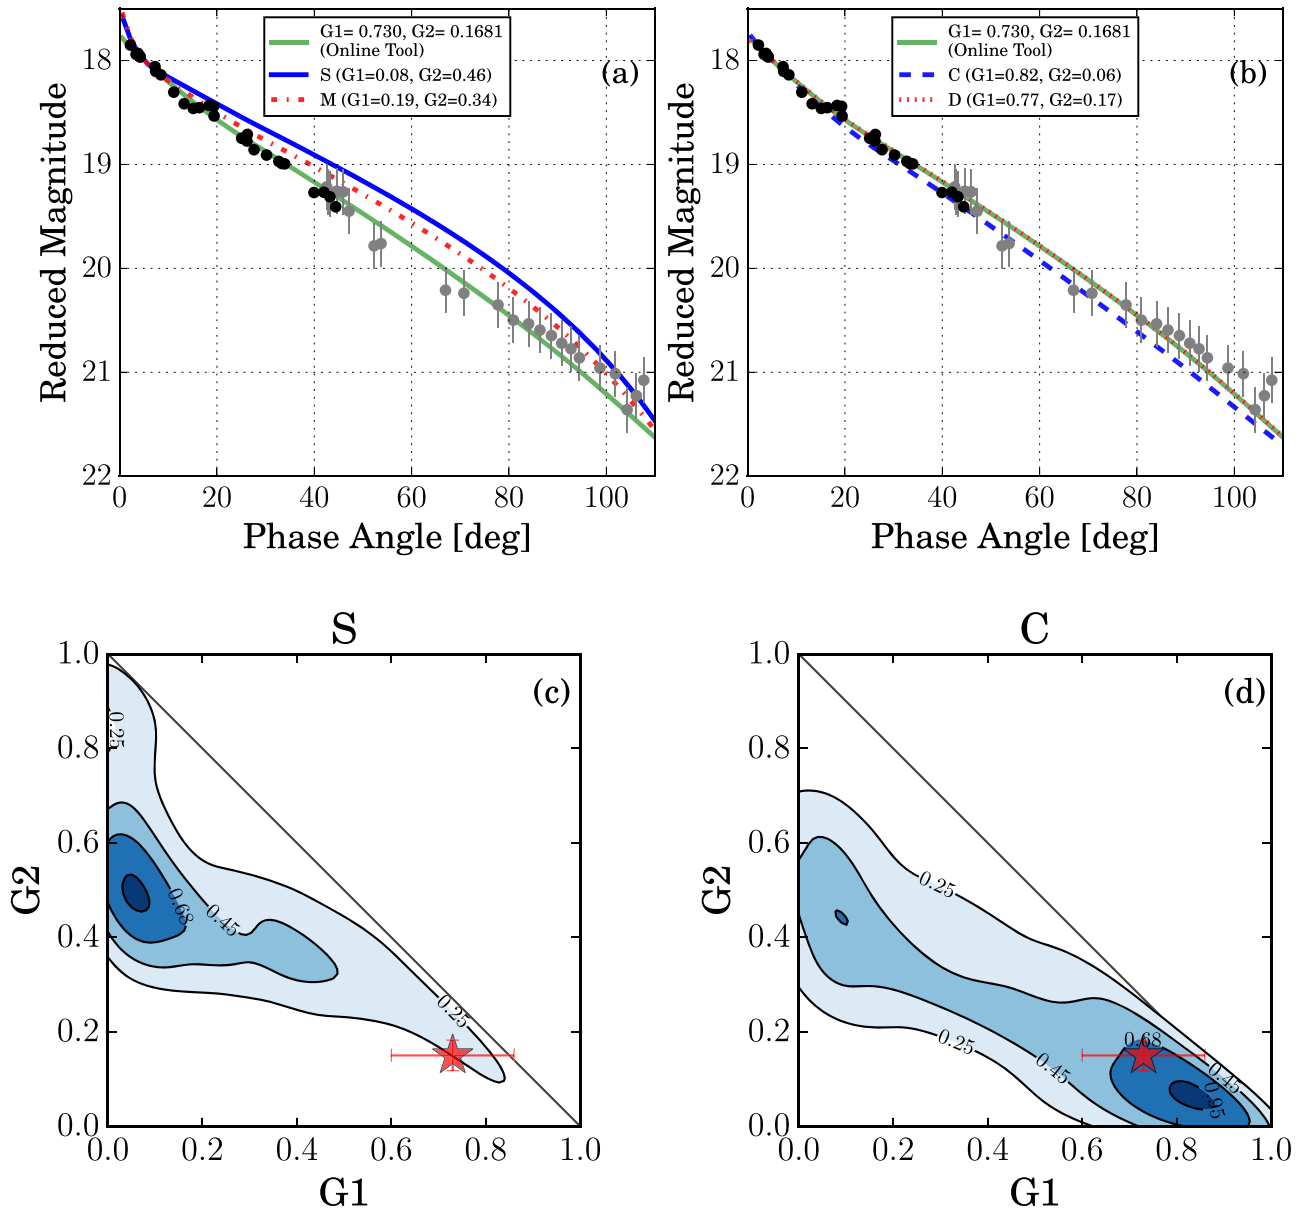 G1= 0.730, G2= 0.1681
(Online Tool)
S (G1=0.08, G2=0.46)
M (G1=0.19, G2=0.34)
(a)
18
19
20
21
22
Reduced Magnitude
0 20 40 60 80 100
Phase Angle [deg]
G1= 0.730, G2= 0.1681
(Online Tool)
C (G1=0.82, G2=0.06)
D (G1=0.77, G2=0.17)
(b)
18
19
20
21
22
Reduced Magnitude
0 20 40 60 80 100
Phase Angle [deg]
S
(c)
1.0
0.8
0.6
0.4
0.2
0.0
G2
0.25
0.68
0.45
0.25
0.0 0.2 0.4 0.6 0.8 1.0
G1
C
(d)
1.0
0.8
0.6
0.4
0.2
0.0
G2
0.25
0.25
0.68
0.45
0.45
0.95
0.0 0.2 0.4 0.6 0.8 1.0
G1